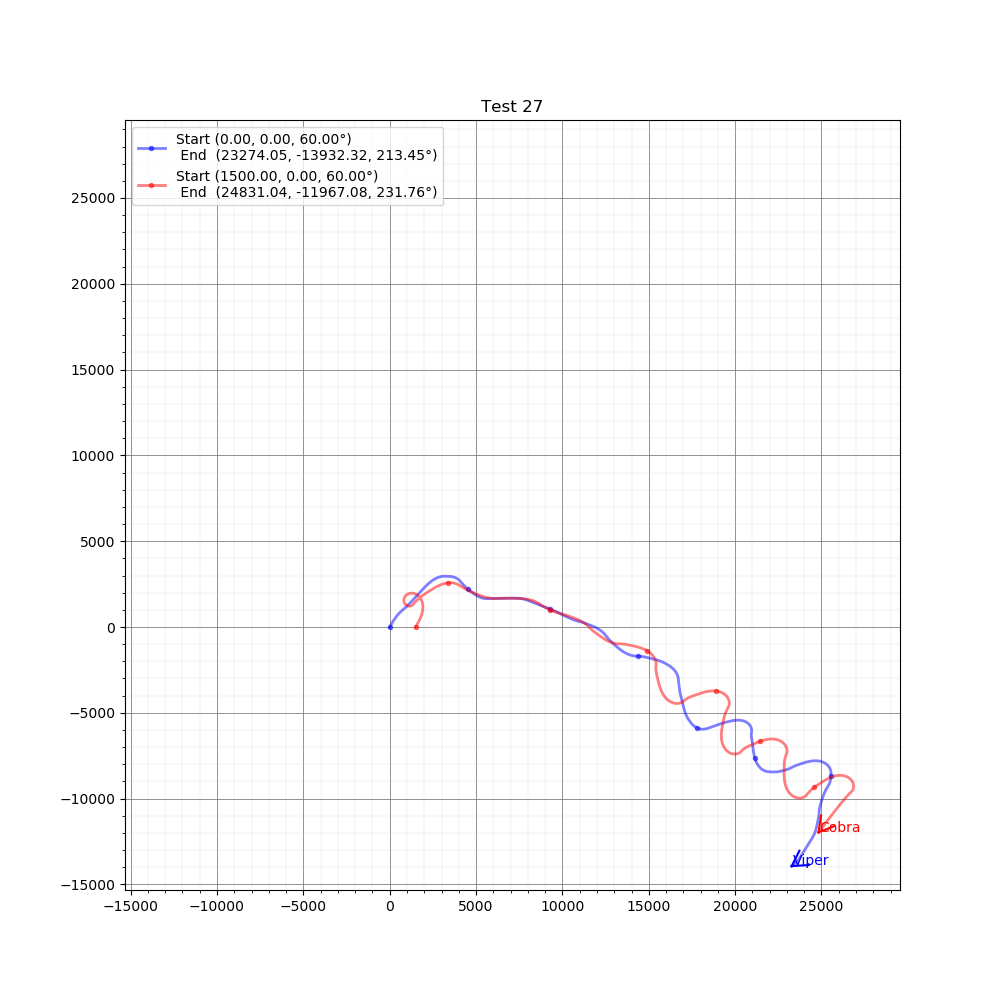 Test 27
Start (0.00, 0.00, 60.00°)
End (23274.05, -13932.32, 213.45°)
Start (1500.00, 0.00, 60.00°)
End (24831.04, -11967.08, 231.76°)
25000
20000
15000
10000
5000
0
−5000
−10000
−15000
Cobra
Viper
−15000 −10000 −5000 0 5000 10000 15000 20000 25000